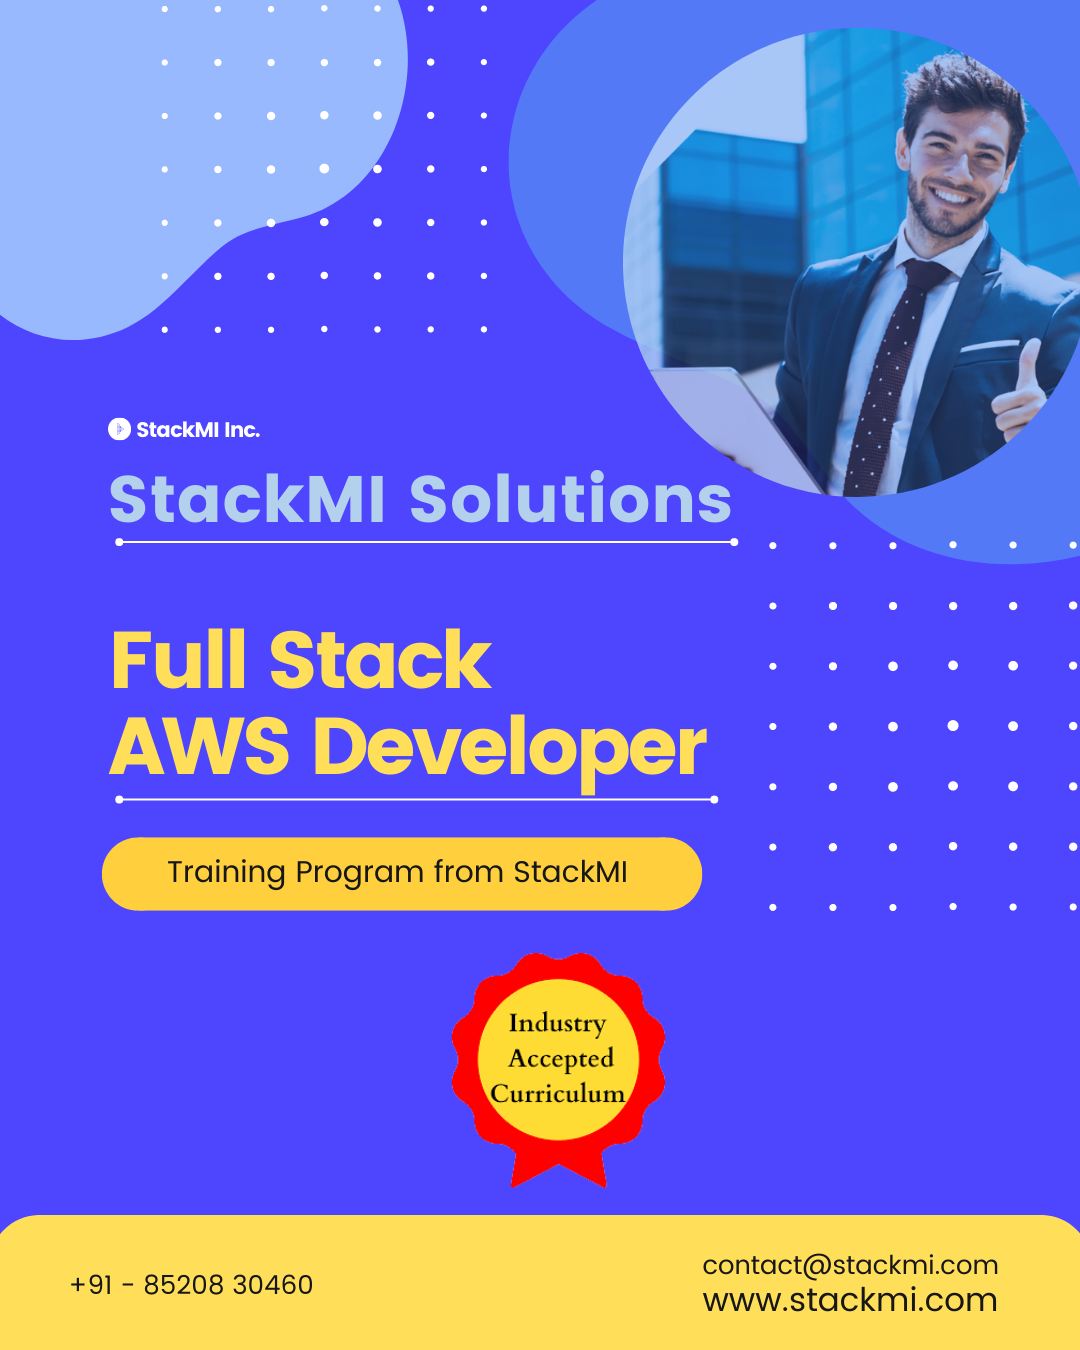 StackMI Inc.
StackMI Solutions
Full Stack
AWS Developer
Training Program from StackMI
Industry
Accepted
Curriculum
+91 - 85208 30460
contact@stackmi.com
www.stackmi.com